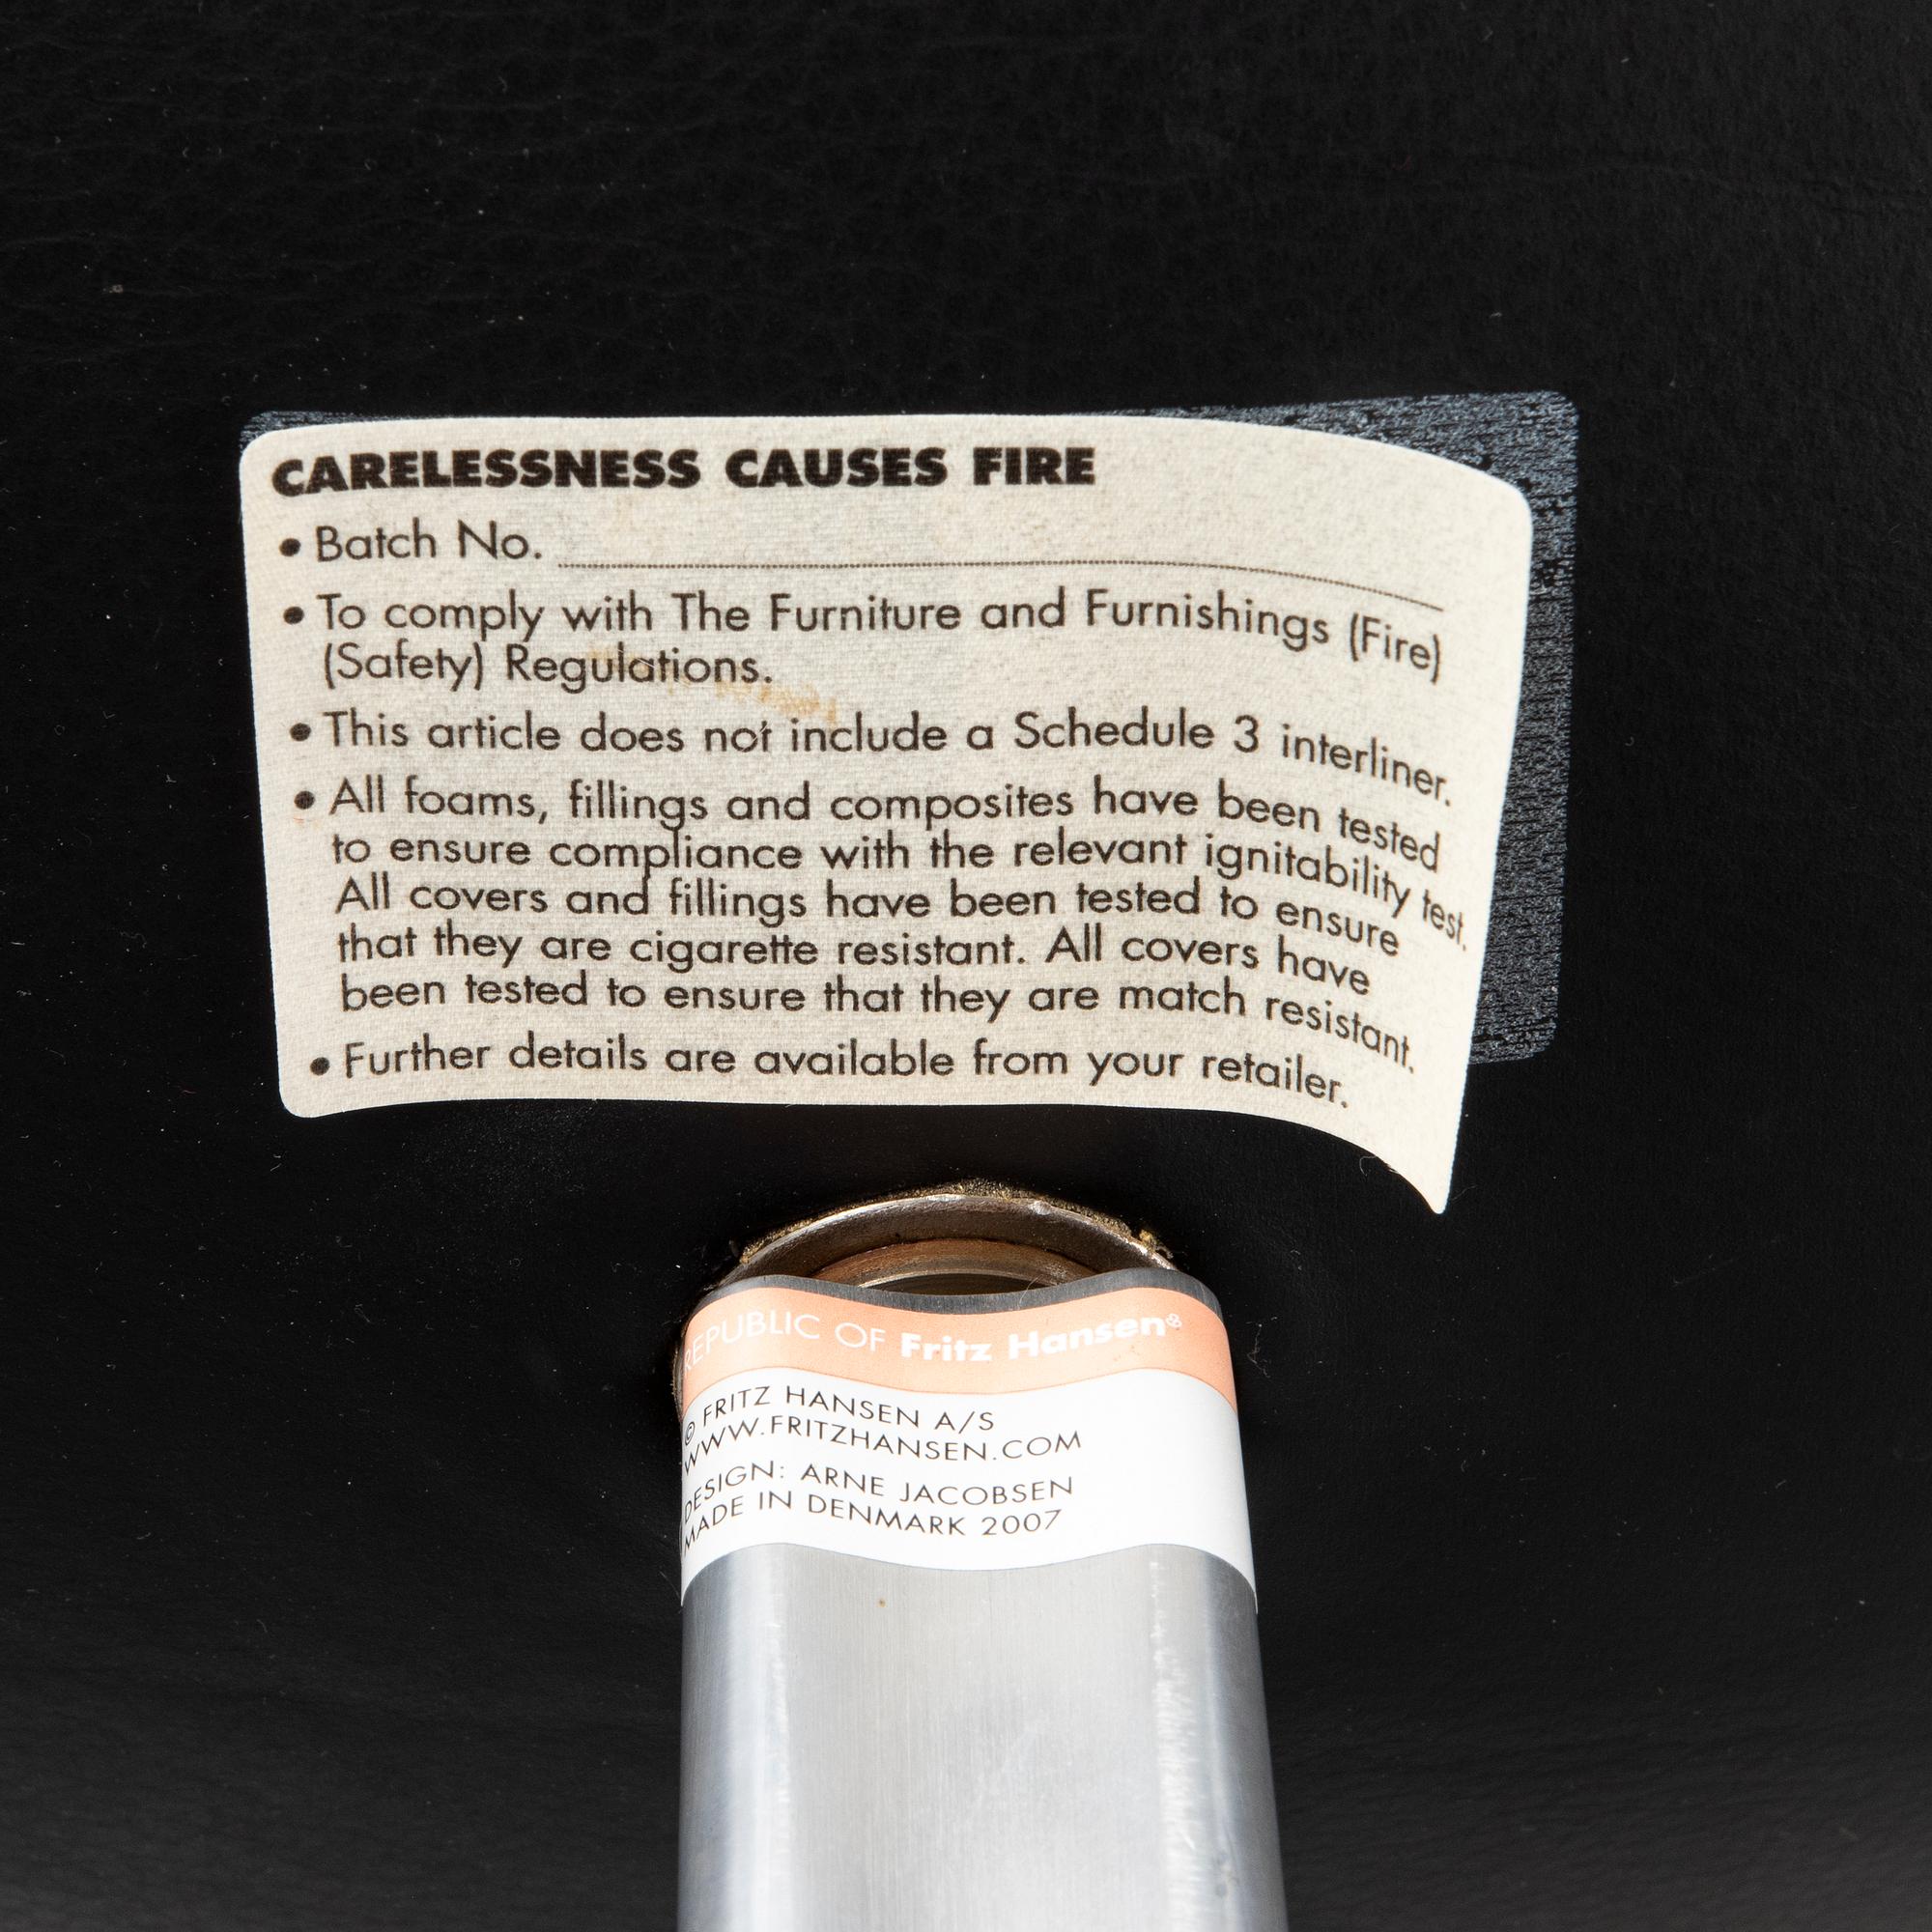 CARELESSNESS CAUSES FIRE
• Batch No.
• To comply with The Furniture and Furnishings (Fire)
(Safety) Regulations.
• This article does not include a Schedule 3 interliner.
• All foams, fillings and composites have been tested
to ensure compliance with the relevant ignitability test.
All covers and fillings have been tested to ensure
that they are cigarette resistant. All covers have
been tested to ensure that they are match resistant.
• Further details are available from your retailer.
REPUBLIC OF Fritz Hansen®
© FRITZ HANSEN A/S
WWW.FRITZHANSEN.COM
DESIGN: ARNE JACOBSEN
MADE IN DENMARK 2007